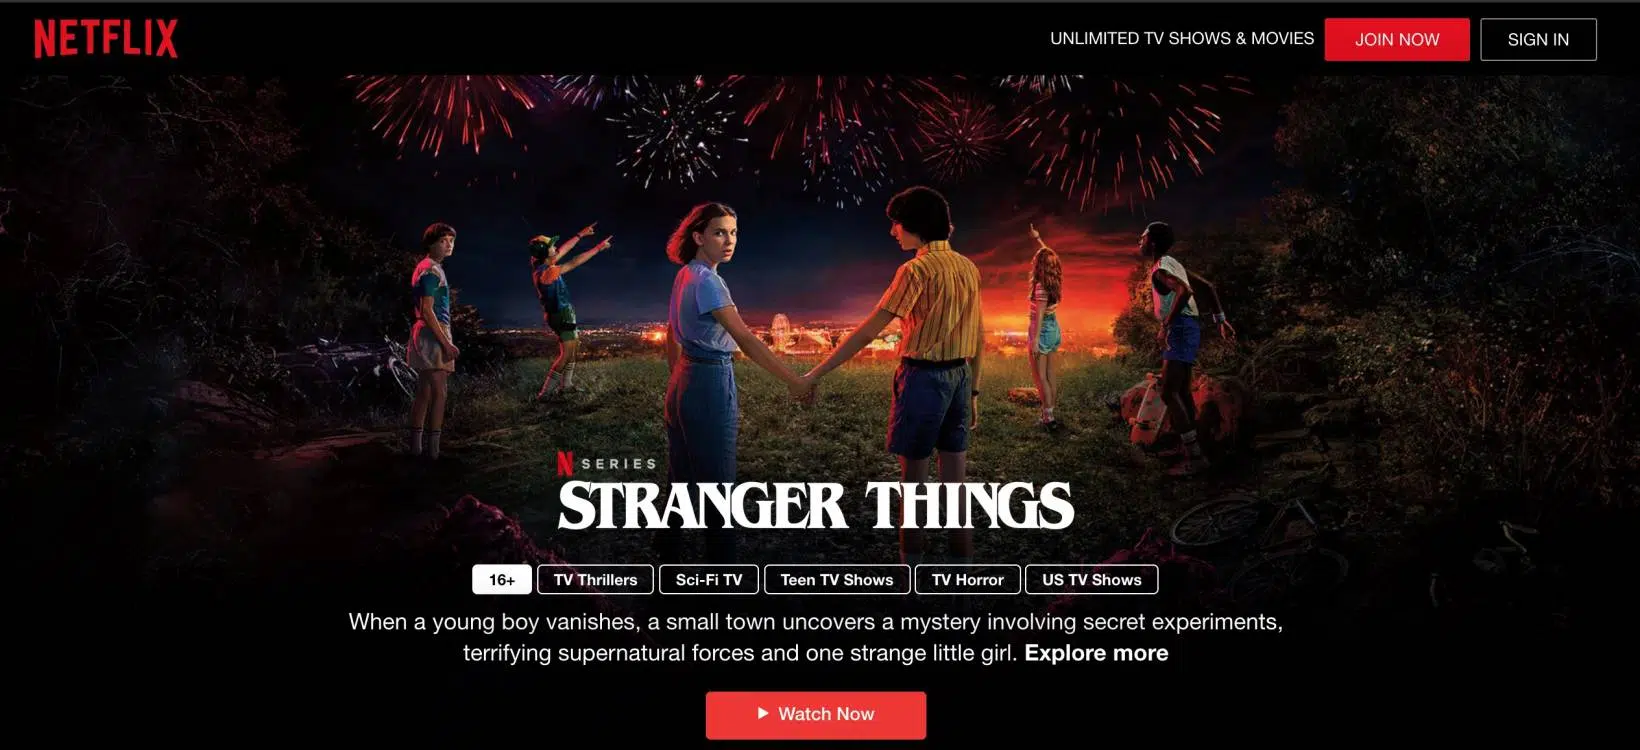 NETFLIX
UNLIMITED TV SHOWS & MOVIES
JOIN NOW
SIGN IN
N SERIES
STRANGER THINGS
16+
TV Thrillers
Sci-Fi TV
Teen TV Shows
TV Horror
US TV Shows
When a young boy vanishes, a small town uncovers a mystery involving secret experiments,
terrifying supernatural forces and one strange little girl. Explore more
Watch Now